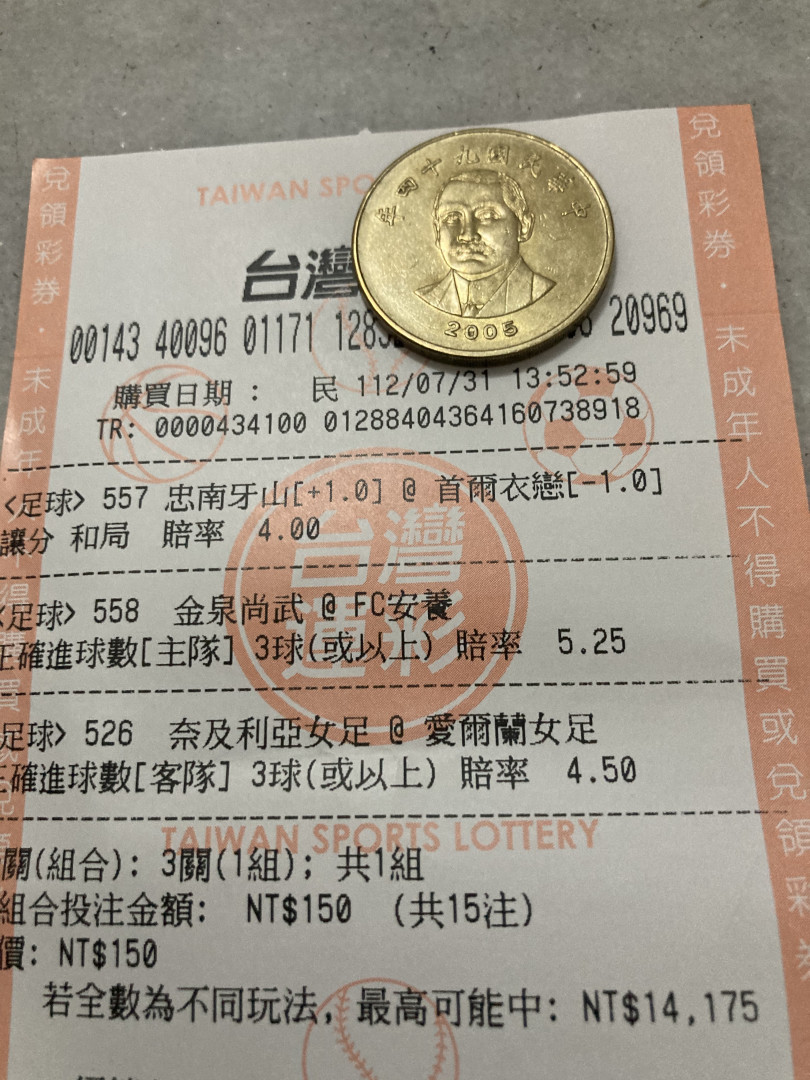 TAIWAN SPO
台灣
中華民國九十四年
2005
00143 40096 01171 20969
購買日期： 民 112/07/31 13:52:59
TR: 0000434100 01288404364160738918
<足球> 557 忠南牙山[+1.0] @ 首爾衣戀[-1.0]
讓分 和局 賠率 4.00
<足球> 558 金泉尚武 @ FC安養
正確進球數[主隊] 3球(或以上) 賠率 5.25
足球> 526 奈及利亞女足 @ 愛爾蘭女足
正確進球數[客隊] 3球(或以上) 賠率 4.50
台灣運彩
TAIWAN SPORTS LOTTERY
關(組合): 3關(1組); 共1組
組合投注金額: NT$150 (共15注)
價: NT$150
若全數為不同玩法, 最高可能中: NT$14,175
兌領彩券．未成年
兌領彩券．未成年人不得購買或兌領彩券